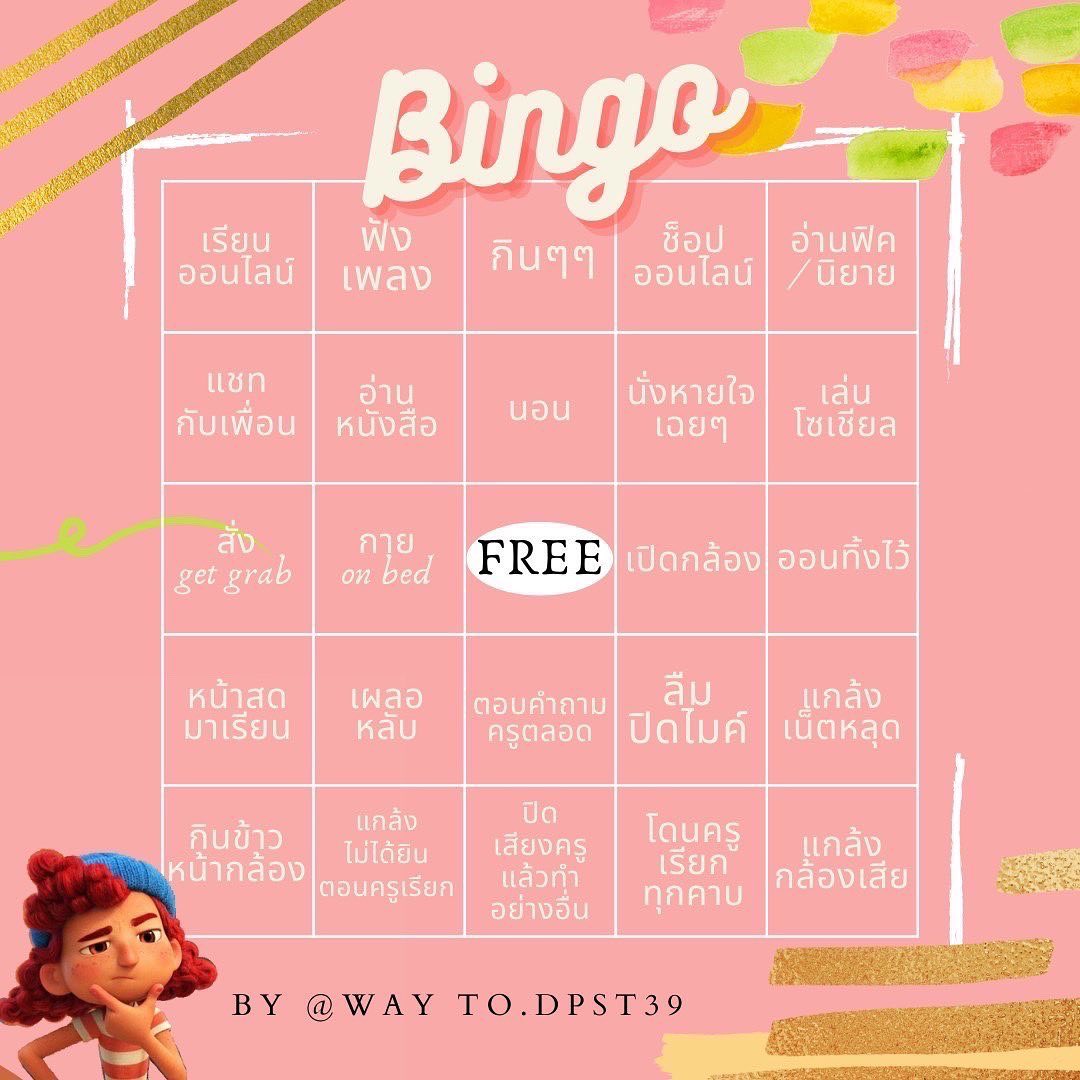 Bingo
เรียน
ออนไลน์
ฟัง
เพลง
กินๆๆ
ช็อป
ออนไลน์
อ่านฟิค
/นิยาย
แชท
กับเพื่อน
อ่าน
หนังสือ
นอน
นั่งหายใจ
เฉยๆ
เล่น
โซเชียล
สั่ง
get grab
กาย
on bed
FREE
เปิดกล้อง
ออนทิ้งไว้
หน้าสด
มาเรียน
เผลอ
หลับ
ตอบคำถาม
ครูตลอด
ลืม
ปิดไมค์
แกล้ง
เน็ตหลุด
กินข้าว
หน้ากล้อง
แกล้ง
ไม่ได้ยิน
ตอนครูเรียก
ปิด
เสียงครู
แล้วทำ
อย่างอื่น
โดนครู
เรียก
ทุกคาบ
แกล้ง
กล้องเสีย
BY @WAY TO.DPST39